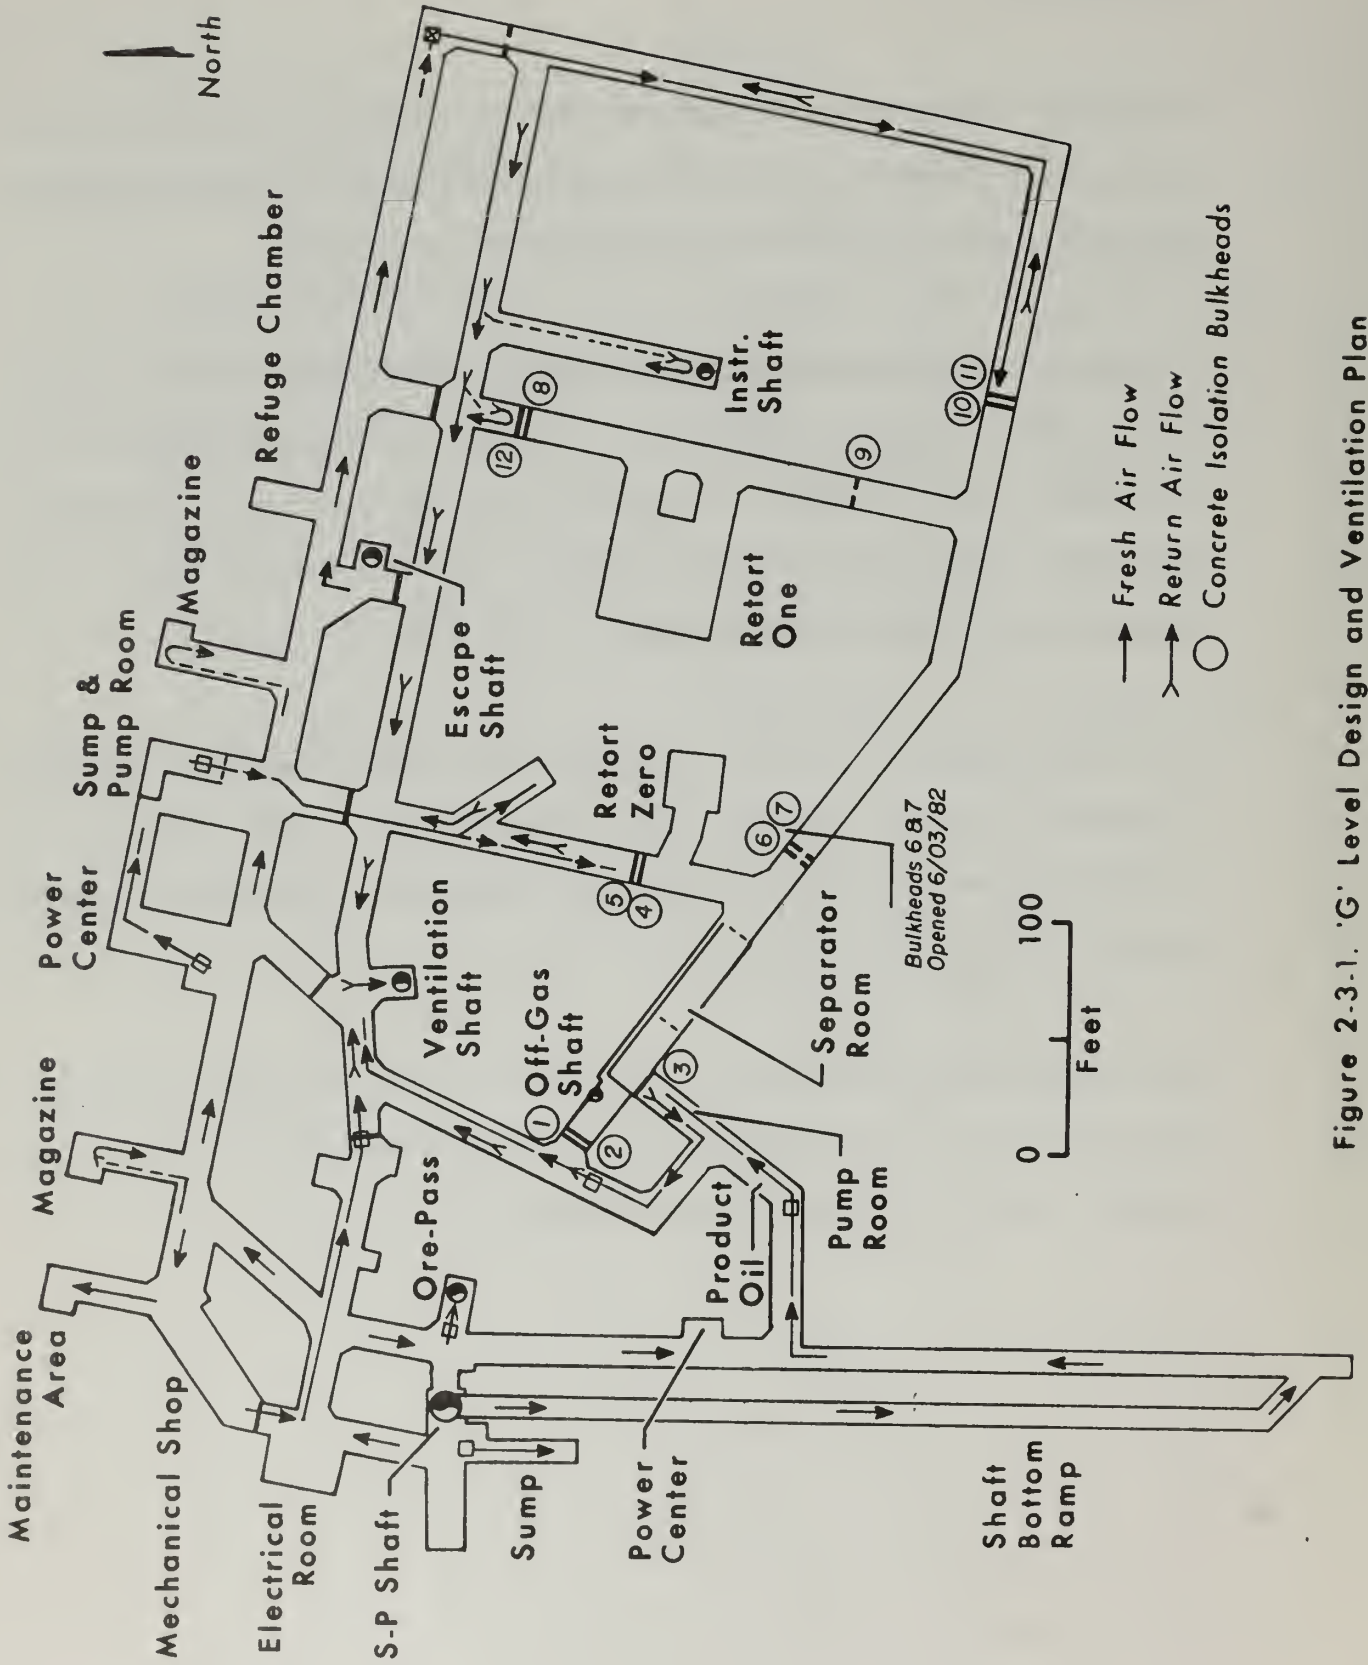 North
Maintenance
Area
Magazine
Power
Center
Sump &
Pump Room
Magazine
Refuge Chamber
Mechanical Shop
Electrical
Room
S-P Shaft
Ore-Pass
Ventilation
Shaft
Escape
Shaft
Off-Gas
Shaft
Retort
Zero
Retort
One
Instr.
Shaft
1
2
3
4
5
6
7
8
9
10
11
12
Sump
Power
Center
Product
Oil
Pump
Room
Separator
Room
Bulkheads 6&7
Opened 6/03/82
Shaft
Bottom
Ramp
0
100
Feet
Fresh Air Flow
Return Air Flow
Concrete Isolation Bulkheads
Figure 2-3-1. 'G' Level Design and Ventilation Plan